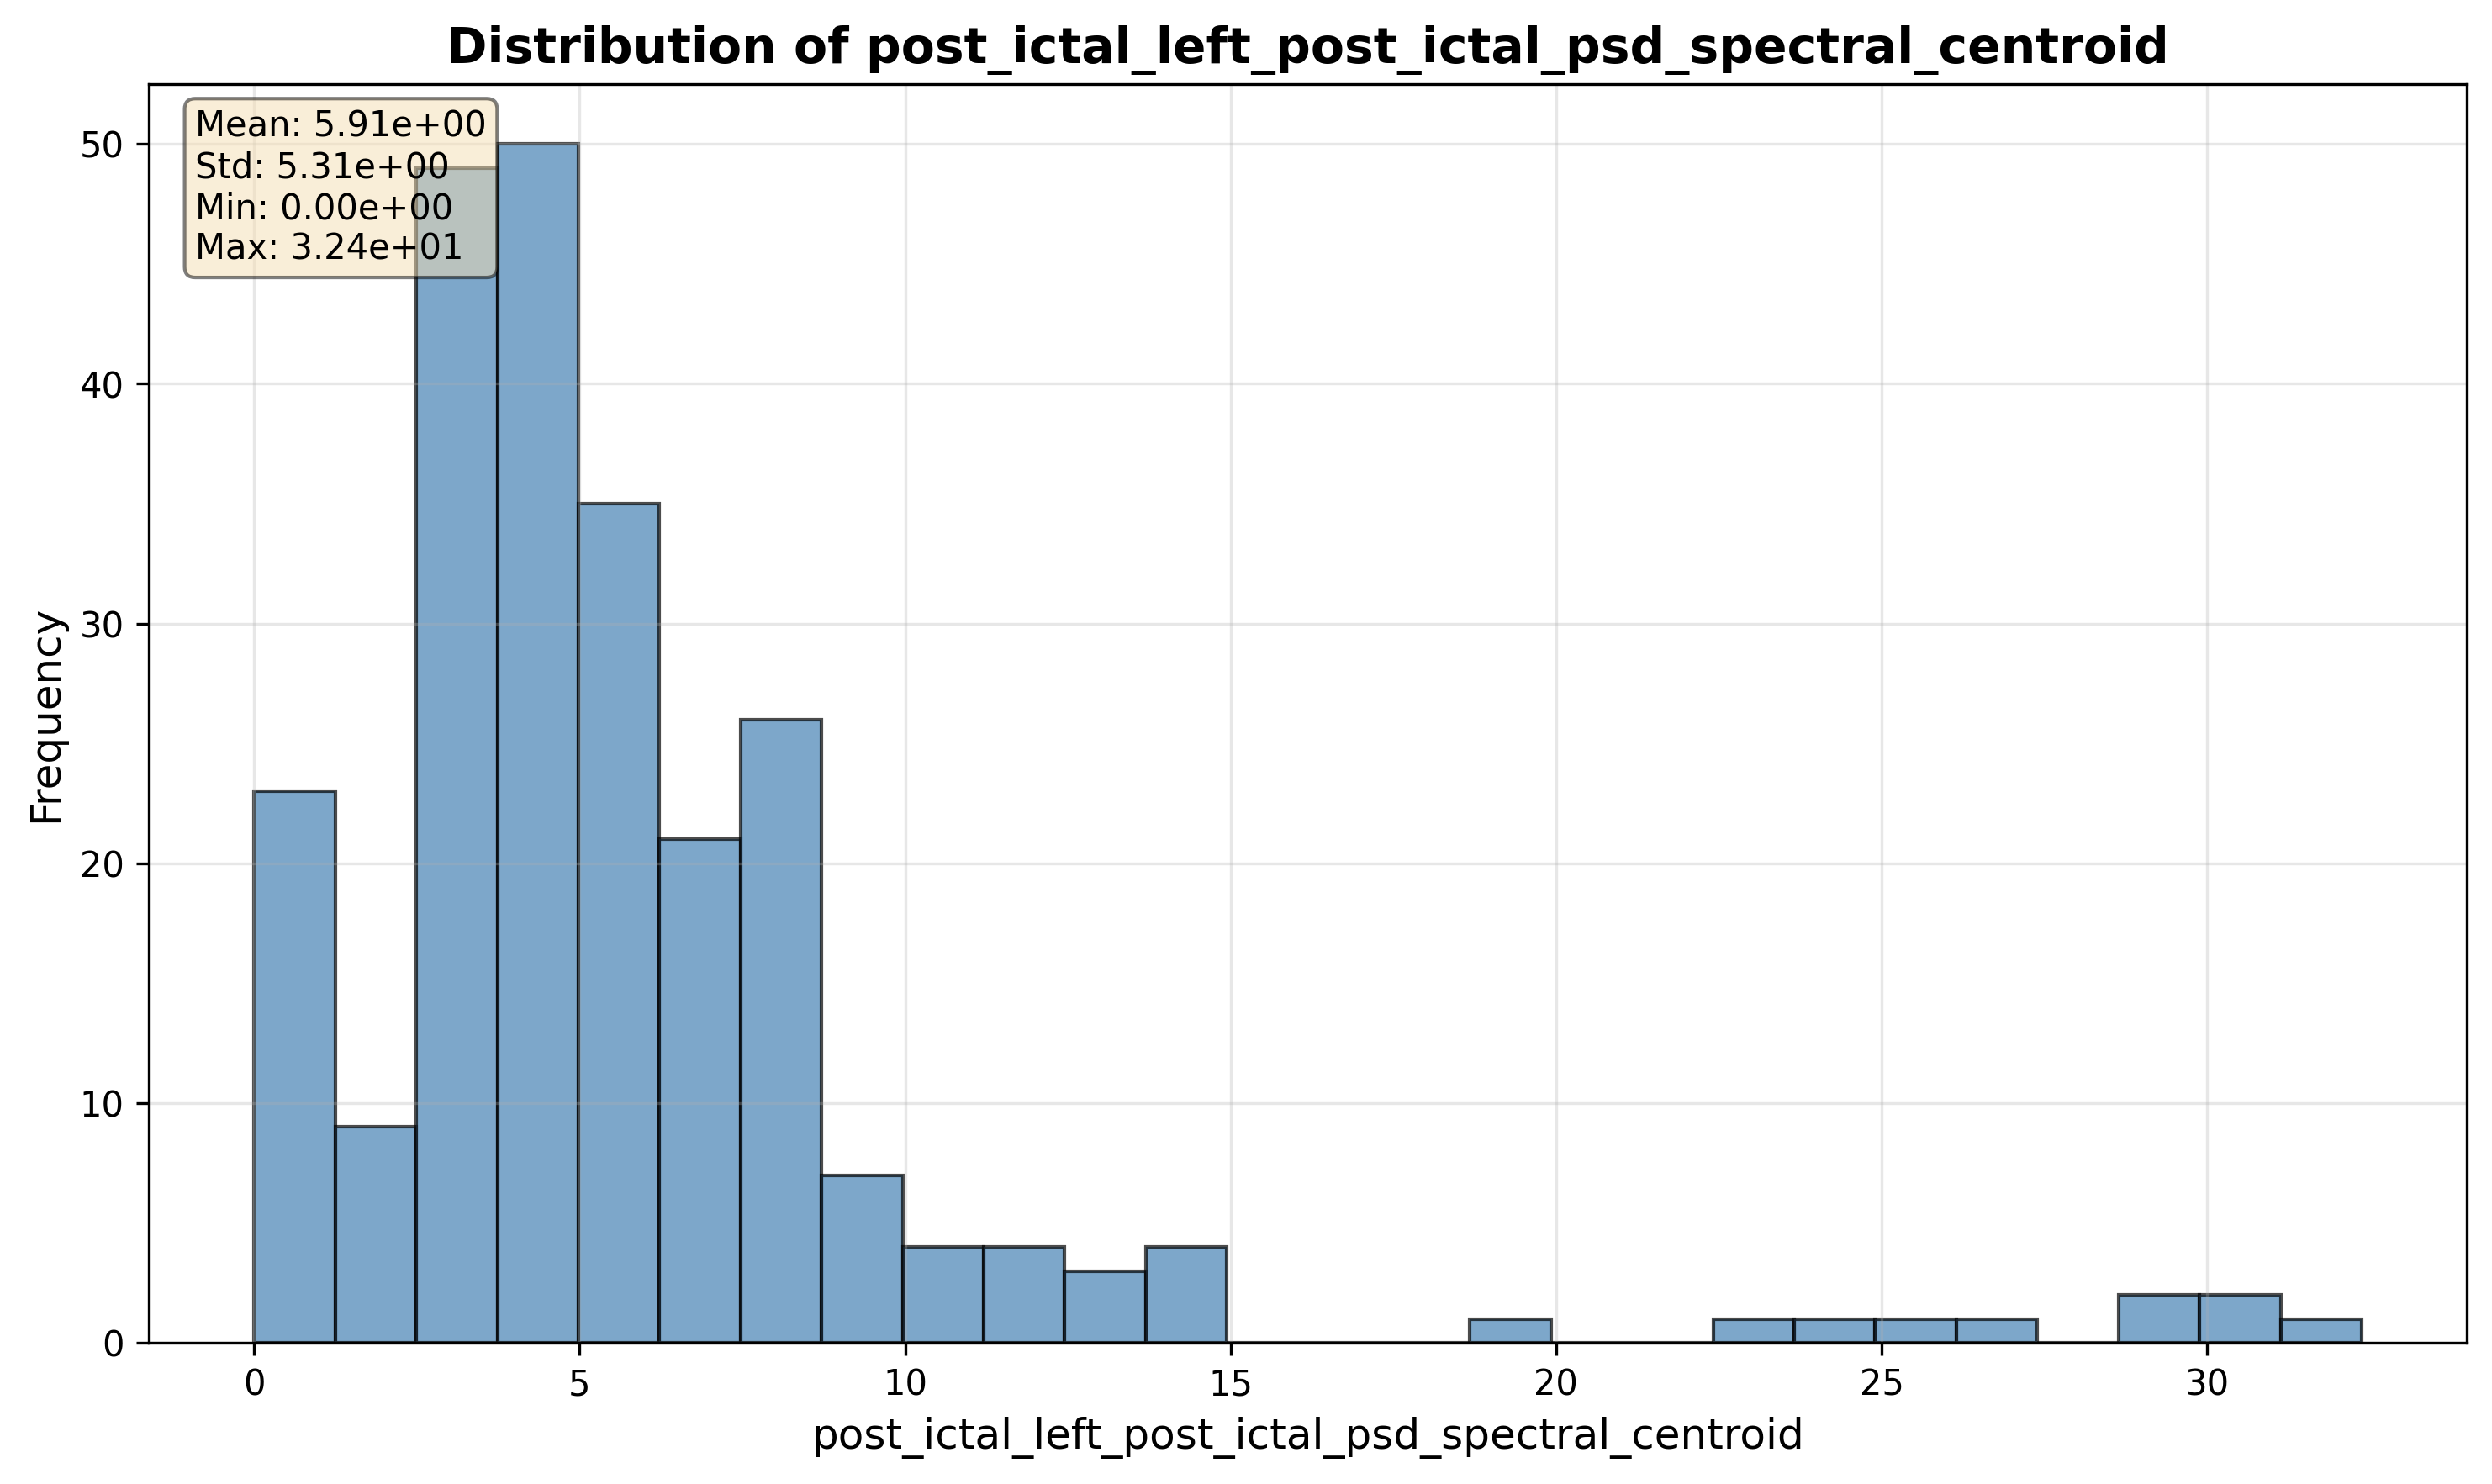 Distribution of post_ictal_left_post_ictal_psd_spectral_centroid
Mean: 5.91e+00
Std: 5.31e+00
Min: 0.00e+00
Max: 3.24e+01
Frequency
50
40
30
20
10
0
0 5 10 15 20 25 30
post_ictal_left_post_ictal_psd_spectral_centroid